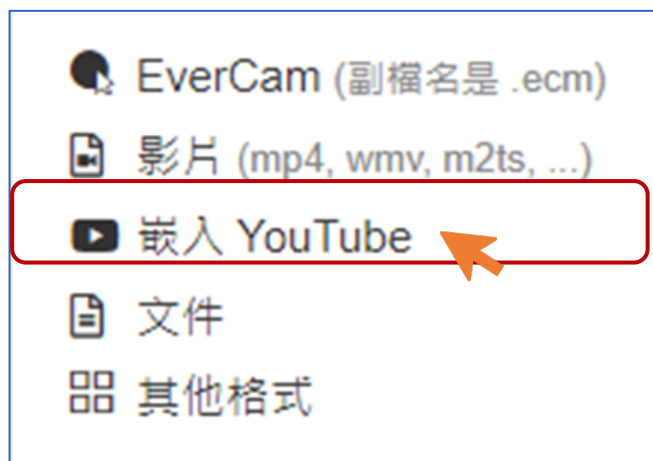 EverCam (副檔名是 .ecm)
影片 (mp4, wmv, m2ts, ...)
嵌入 YouTube
文件
其他格式